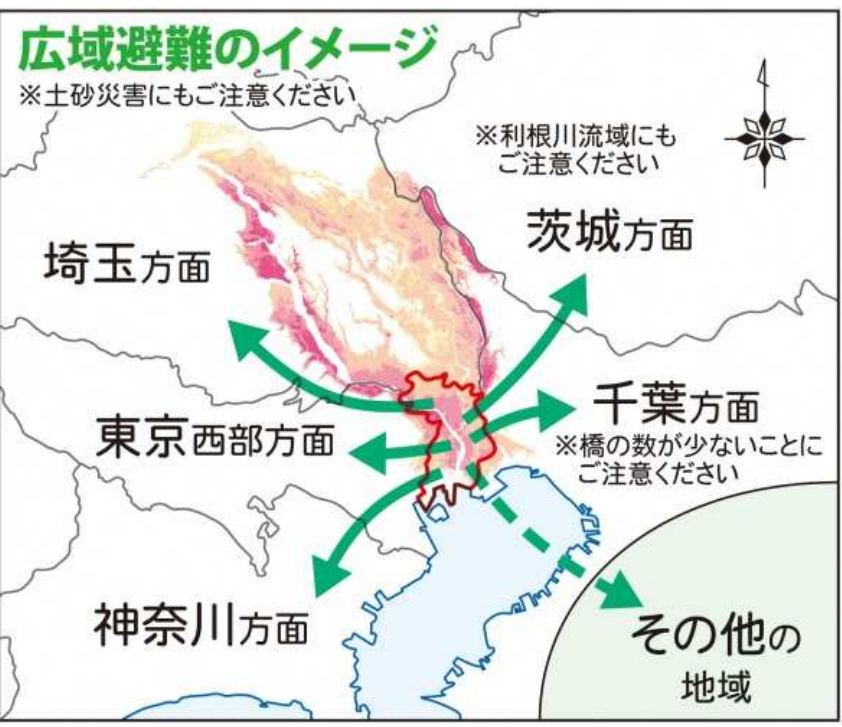 広域避難のイメージ
※土砂災害にもご注意ください
※利根川流域にも
ご注意ください
茨城方面
埼玉方面
千葉方面
※橋の数が少ないことに
ご注意ください
東京西部方面
神奈川方面
その他の
地域